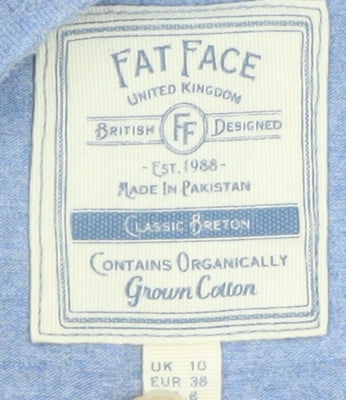 FAT FACE
UNITED KINGDOM
BRITISH FF DESIGNED
- EST. 1988 -
MADE IN PAKISTAN
CLASSIC BRETON
CONTAINS ORGANICALLY
Grown Cotton
UK 10
EUR 38
6